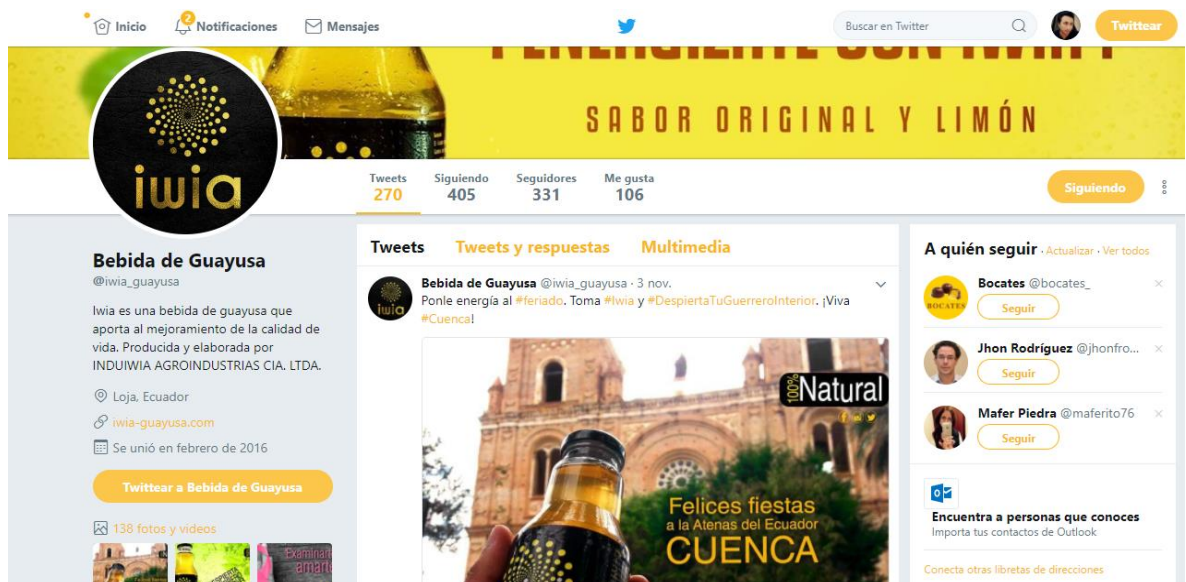 Inicio
2
Notificaciones
Mensajes
Buscar en Twitter
Twittear
SABOR ORIGINAL Y LIMÓN
iwia
Tweets
270
Siguiendo
405
Seguidores
331
Me gusta
106
Siguiendo
Bebida de Guayusa
@iwia_guayusa
Iwia es una bebida de guayusa que
aporta al mejoramiento de la calidad de
vida. Producida y elaborada por
INDUIWIA AGROINDUSTRIAS CIA. LTDA.
Loja, Ecuador
iwia-guayusa.com
Se unió en febrero de 2016
Twittear a Bebida de Guayusa
138 fotos y videos
Tweets Tweets y respuestas Multimedia
iwia
Bebida de Guayusa @iwia_guayusa · 3 nov.
Ponle energía al #feriado. Toma #Iwia y #DespiertaTuGuerreroInterior. ¡Viva
#Cuenca!
100% Natural
Felices fiestas
a la Atenas del Ecuador
CUENCA
A quién seguir · Actualizar · Ver todos
BOCATES
Bocates @bocates_
Seguir
Jhon Rodríguez @jhonfro...
Seguir
Mafer Piedra @maferito76
Seguir
Encuentra a personas que conoces
Importa tus contactos de Outlook
Conecta otras libretas de direcciones